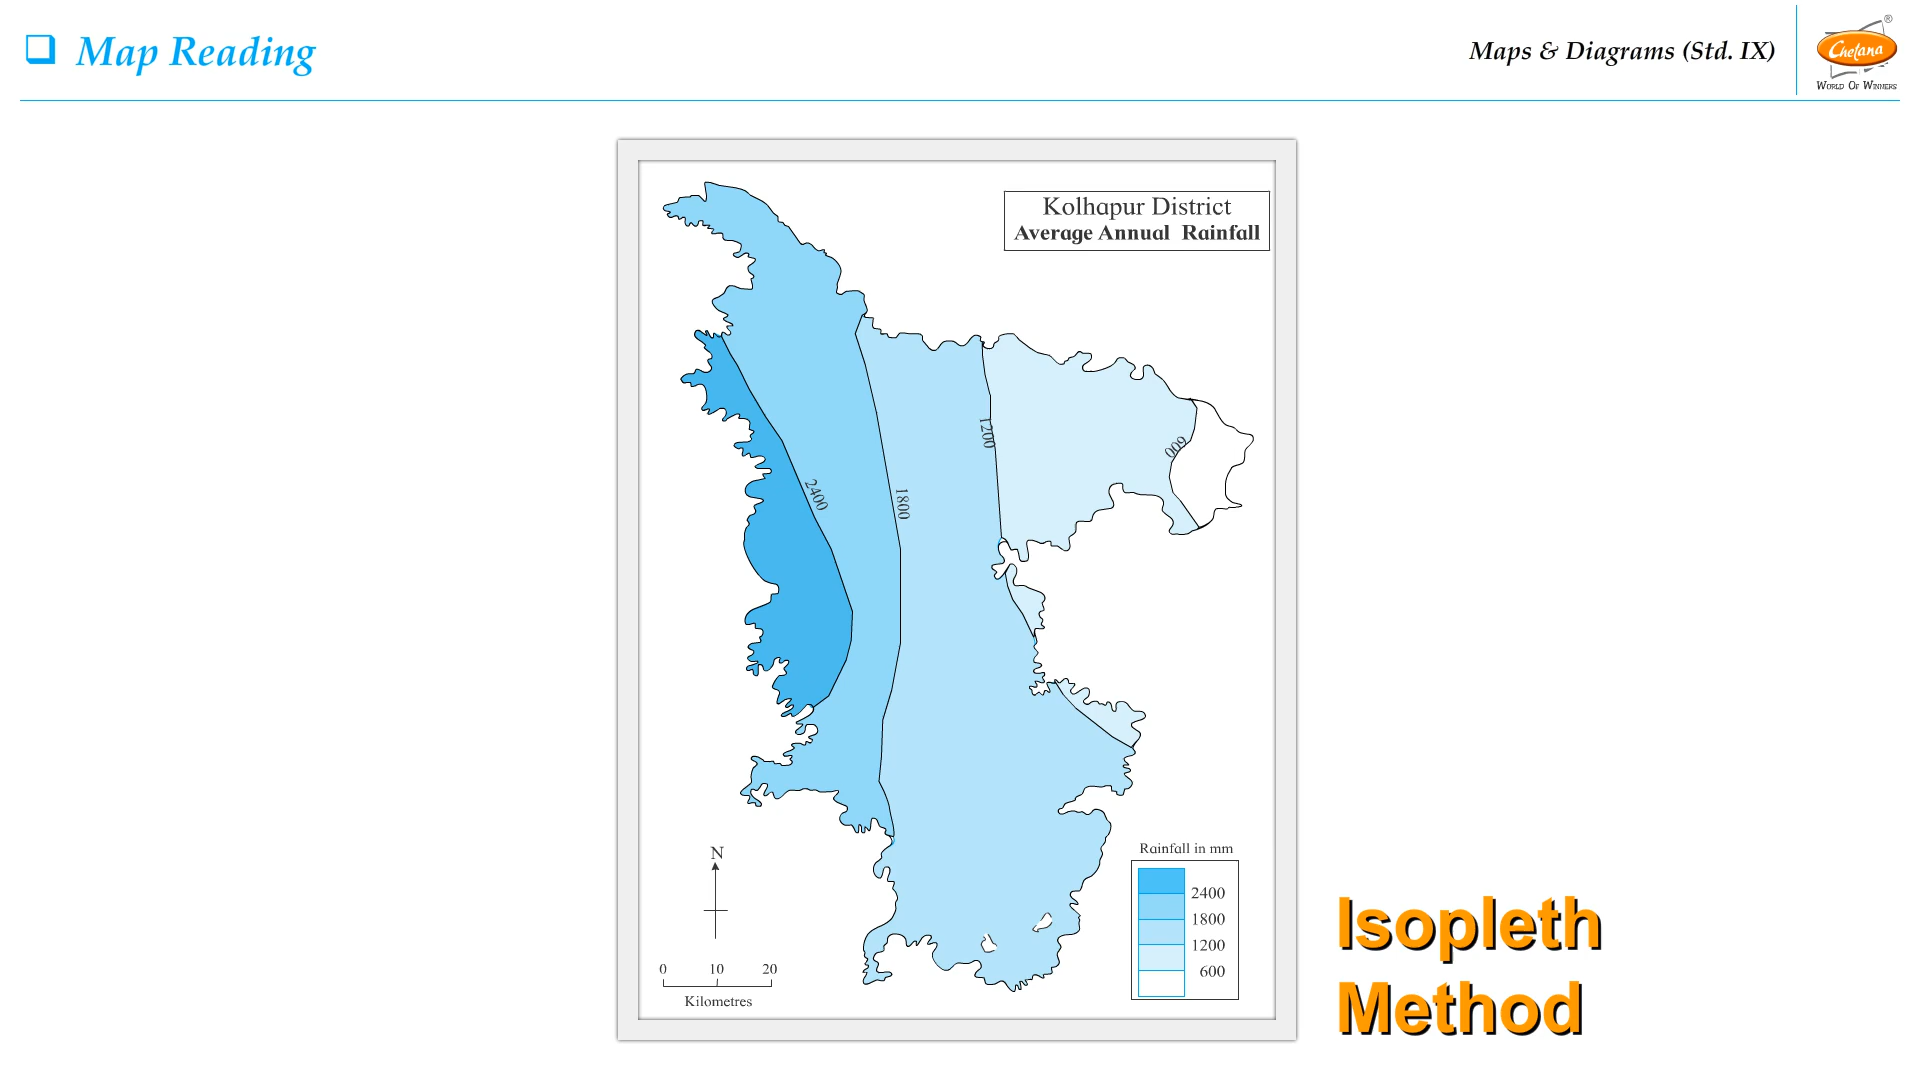 Map Reading
Maps & Diagrams (Std. IX)
®
Chetana
World Of Winners
Kolhapur District
Average Annual Rainfall
1200
600
2400
1800
N
Rainfall in mm
2400
1800
1200
600
0 10 20
Kilometres
Isopleth
Method